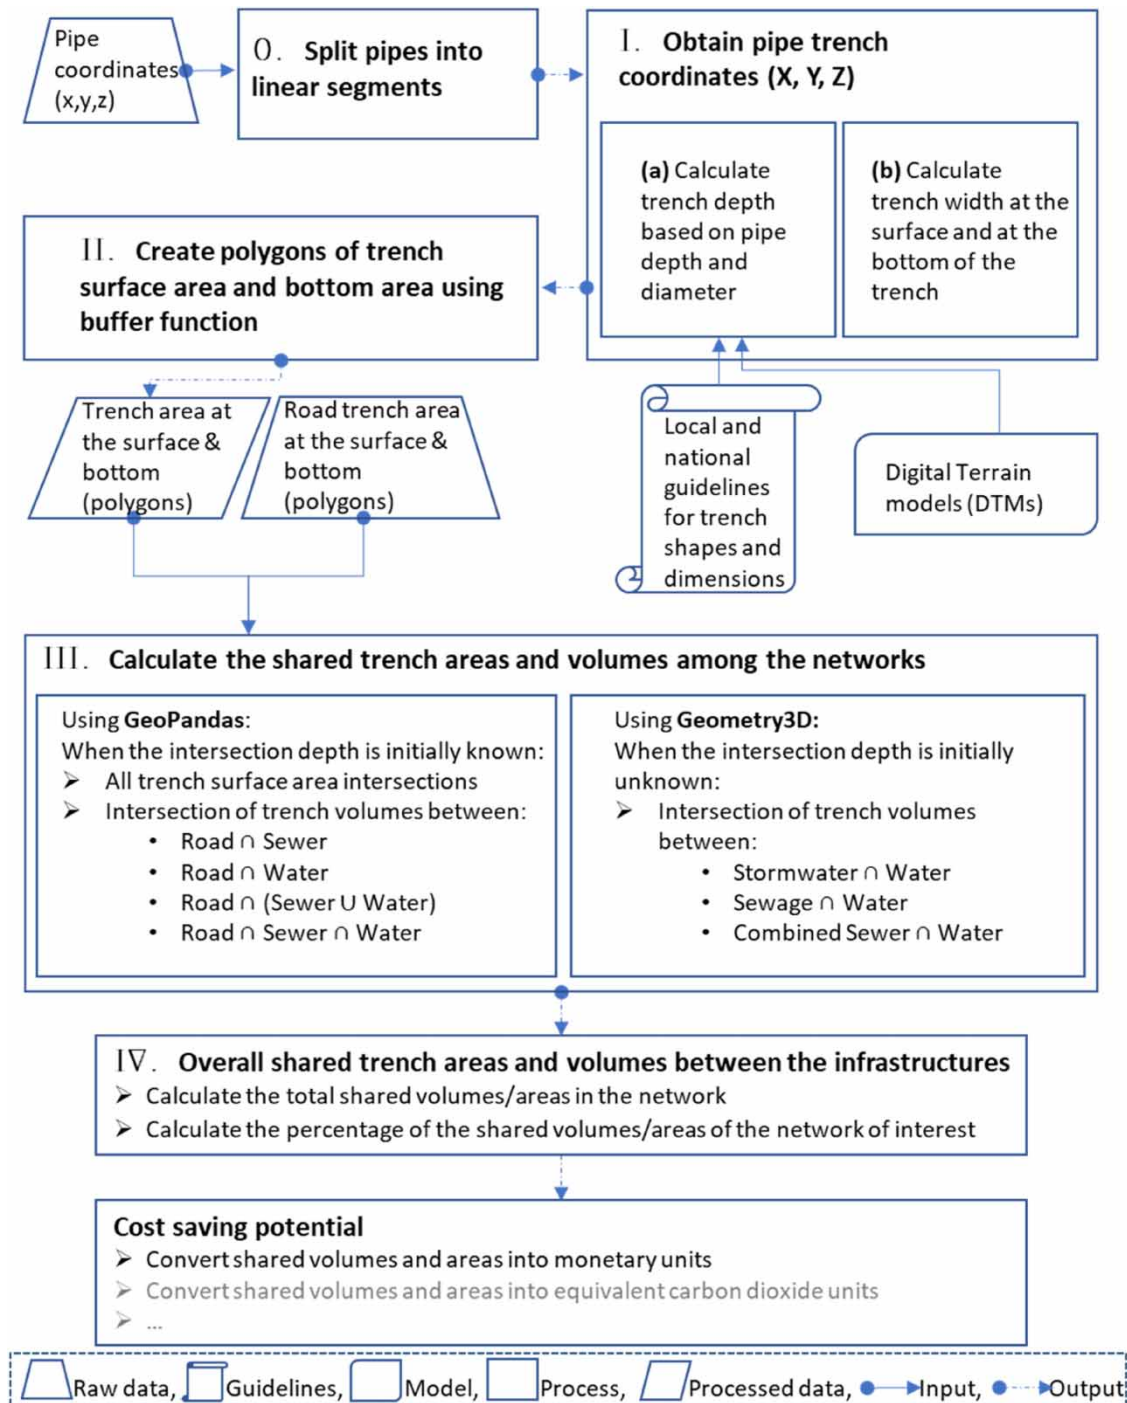 Pipe
coordinates
(x,y,z)
0. Split pipes into
linear segments
I. Obtain pipe trench
coordinates (X, Y, Z)
(a) Calculate
trench depth
based on pipe
depth and
diameter
(b) Calculate
trench width at the
surface and at the
bottom of the
trench
II. Create polygons of trench
surface area and bottom area using
buffer function
Trench area at
the surface &
bottom
(polygons)
Road trench area
at the surface &
bottom
(polygons)
Local and
national
guidelines
for trench
shapes and
dimensions
Digital Terrain
models (DTMs)
III. Calculate the shared trench areas and volumes among the networks
Using GeoPandas:
When the intersection depth is initially known:
➢ All trench surface area intersections
➢ Intersection of trench volumes between:
• Road ∩ Sewer
• Road ∩ Water
• Road ∩ (Sewer ∪ Water)
• Road ∩ Sewer ∩ Water
Using Geometry3D:
When the intersection depth is initially
unknown:
➢ Intersection of trench volumes
between:
• Stormwater ∩ Water
• Sewage ∩ Water
• Combined Sewer ∩ Water
IV. Overall shared trench areas and volumes between the infrastructures
➢ Calculate the total shared volumes/areas in the network
➢ Calculate the percentage of the shared volumes/areas of the network of interest
Cost saving potential
➢ Convert shared volumes and areas into monetary units
➢ Convert shared volumes and areas into equivalent carbon dioxide units
➢ ...
Raw data, Guidelines, Model, Process, Processed data, Input, Output